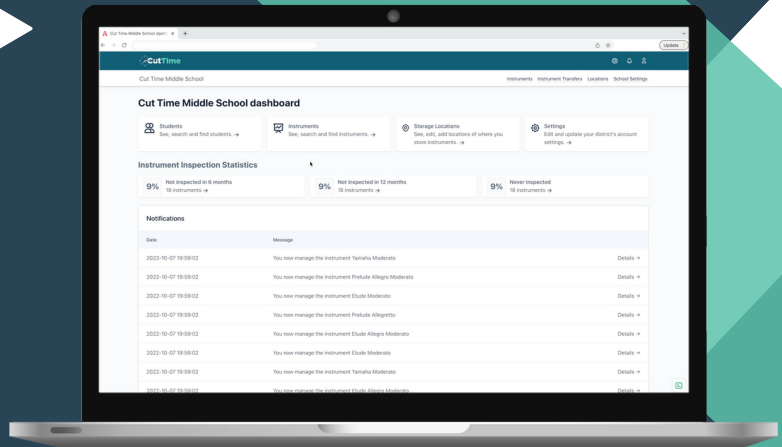 Cut Time Middle School dashb
Update
CutTime
Cut Time Middle School
Instruments Instrument Transfers Locations School Settings
Cut Time Middle School dashboard
Students
See, search and find students. →
Instruments
See, search and find instruments. →
Storage Locations
See, edit, add locations of where you
store instruments. →
Settings
Edit and update your district's account
settings. →
Instrument Inspection Statistics
9%
Not inspected in 6 months
18 instruments →
9%
Not inspected in 12 months
18 instruments →
9%
Never inspected
18 instruments →
Notifications
Date Message
2022-10-07 19:59:02 You now manage the instrument Yamaha Moderato Details →
2022-10-07 19:59:02 You now manage the instrument Prelude Allegro Moderato Details →
2022-10-07 19:59:02 You now manage the instrument Etude Moderato Details →
2022-10-07 19:59:02 You now manage the instrument Prelude Allegretto Details →
2022-10-07 19:59:02 You now manage the instrument Etude Allegro Moderato Details →
2022-10-07 19:59:02 You now manage the instrument Etude Moderato Details →
2022-10-07 19:59:02 You now manage the instrument Yamaha Moderato Details →
2022-10-07 19:59:02 You now manage the instrument Etude Allegro Moderato Details →